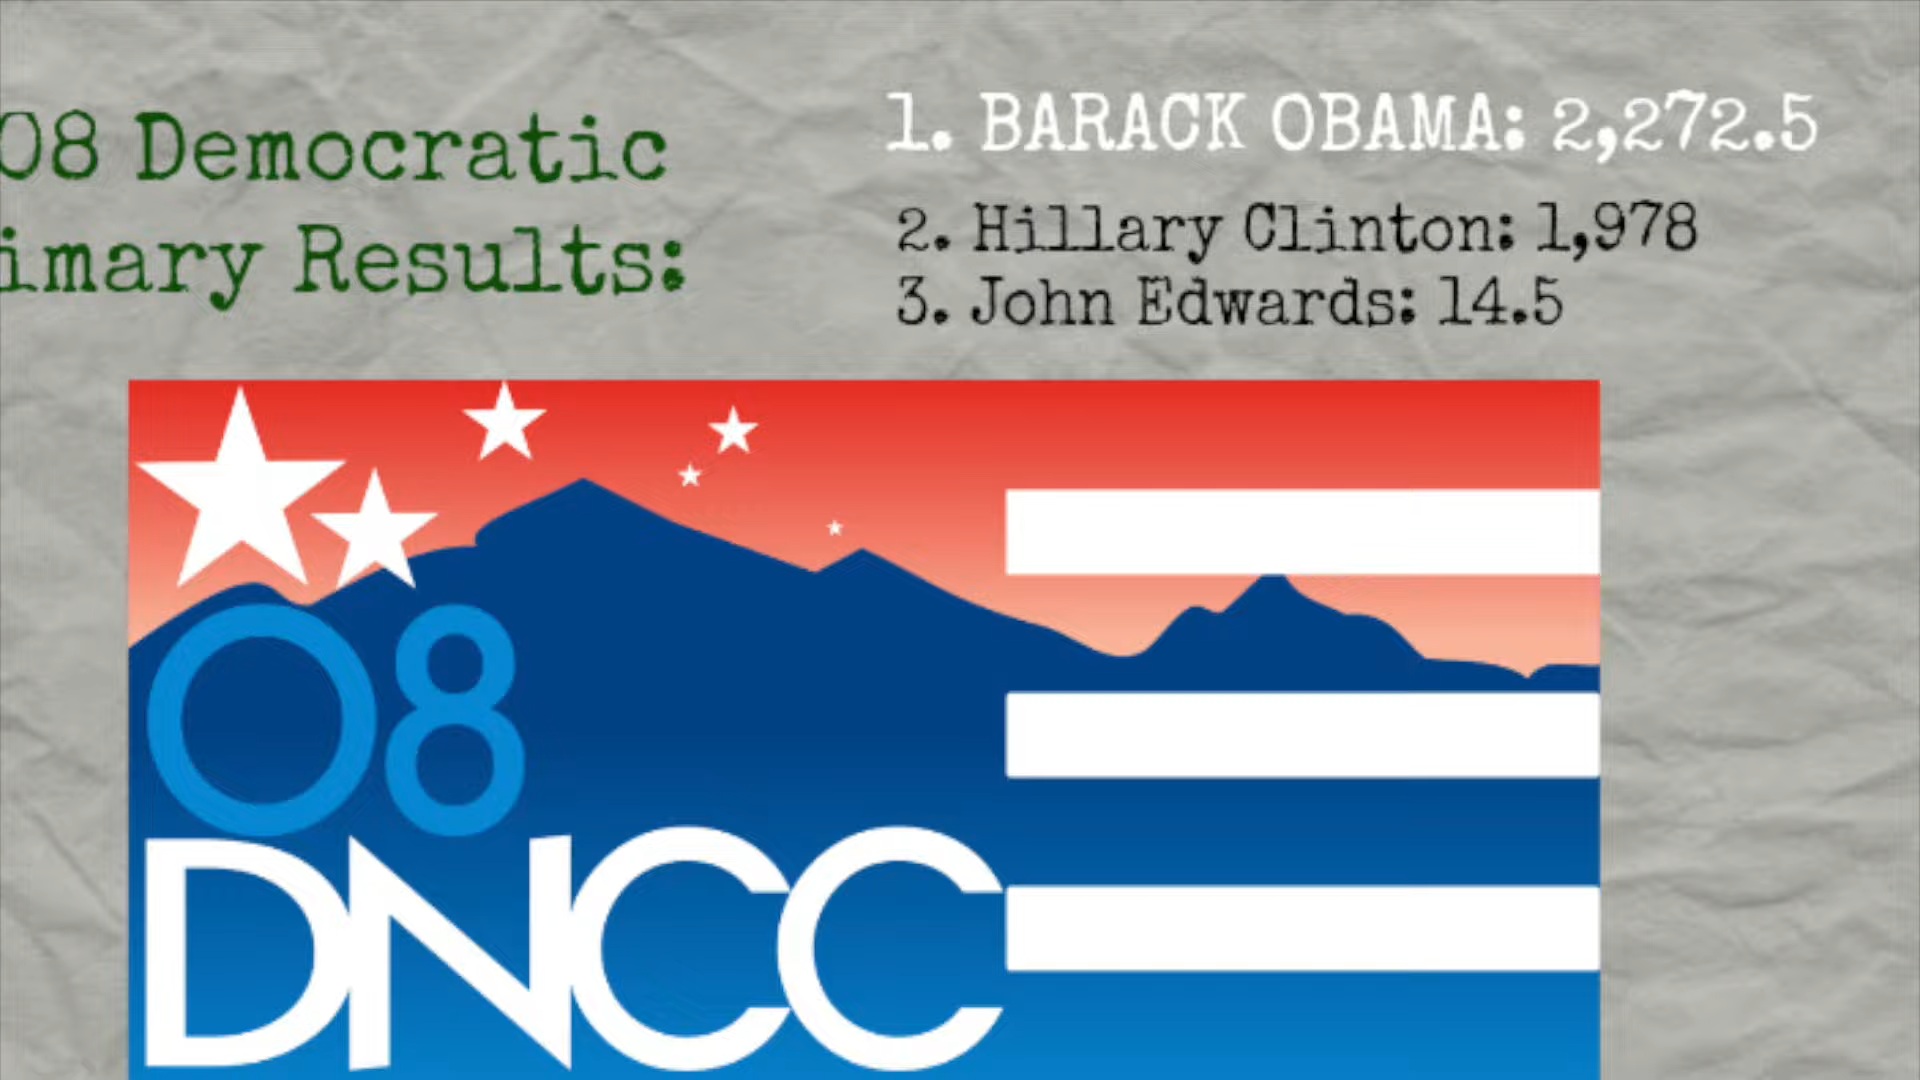 08 Democratic
imary Results:
1. BARACK OBAMA: 2,272.5
2. Hillary Clinton: 1,978
3. John Edwards: 14.5
08
DNCC